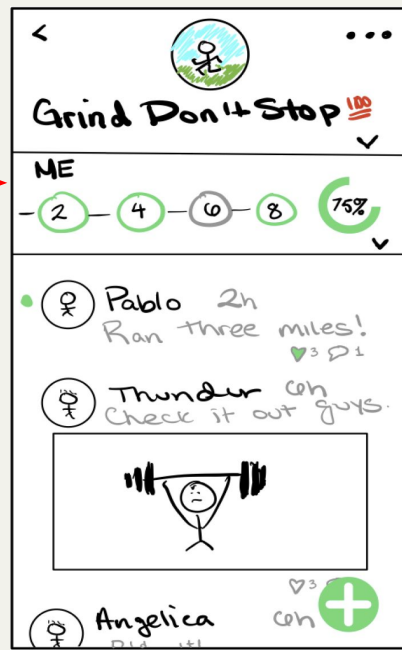 Grind Don't Stop 💯
ME
2 4 6 8 75%
Pablo 2h
Ran three miles!
3 1
Thunder 6h
Check it out guys.
3
Angelica 6h